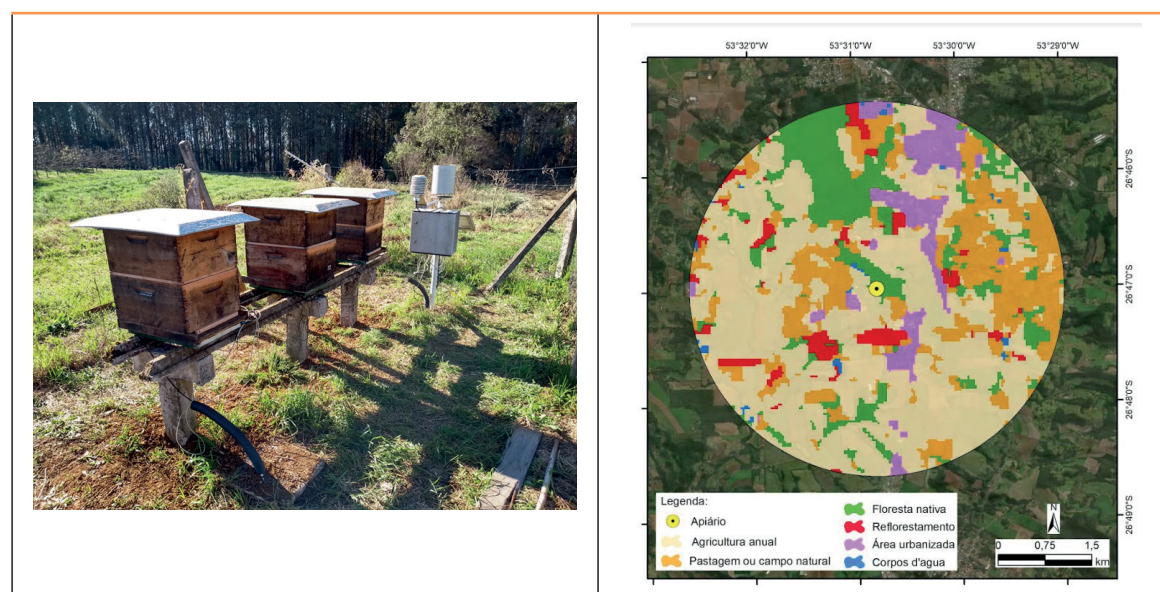 53°32'0"W
53°31'0"W
53°30'0"W
53°29'0"W
26°46'0"S
26°47'0"S
26°48'0"S
26°49'0"S
Legenda:
Apiário
Agricultura anual
Pastagem ou campo natural
Floresta nativa
Reflorestamento
Área urbanizada
Corpos d'agua
N
0 0,75 1,5
km